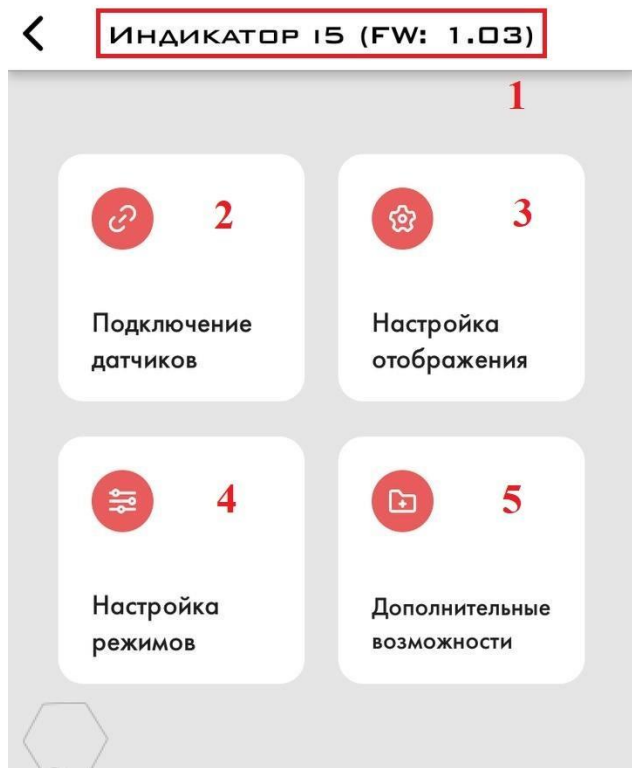 Индикатор i5 (FW: 1.03)
1
2
3
Подключение
датчиков
Настройка
отображения
4
5
Настройка
режимов
Дополнительные
возможности